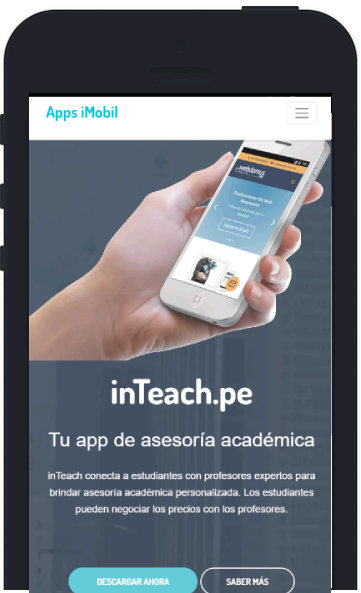 Apps iMobil
inTeach.pe
Tu app de asesoría académica
inTeach conecta a estudiantes con profesores expertos para
brindar asesoría académica personalizada. Los estudiantes
pueden negociar los precios con los profesores.
DESCARGAR AHORA
SABER MÁS